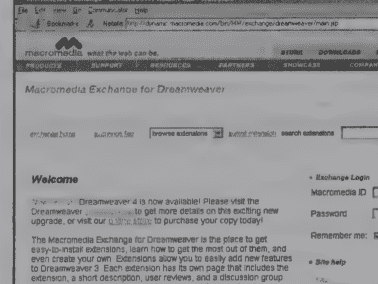 File Edit View Go Communicator Help
Bookmarks Netsite: http://dynamic.macromedia.com/bin/MM/exchange/dreamweaver/main.jsp
macromedia what the web can be.
STORE DOWNLOADS
PRODUCTS SUPPORT RESOURCES PARTNERS SHOWCASE COMPAN
Macromedia Exchange for Dreamweaver
exchange home browse extensions submit extension search extensions
Welcome
Dreamweaver 4 is now available! Please visit the
Dreamweaver to get more details on this exciting new
upgrade, or visit our online store to purchase your copy today!
The Macromedia Exchange for Dreamweaver is the place to get
easy-to-install extensions, learn how to get the most out of them, and
even create your own. Extensions allow you to easily add new features
to Dreamweaver 3. Each extension has its own page that includes the
extension, a short description, user reviews, and a discussion group
Exchange Login
Macromedia ID
Password
Remember me:
Site help